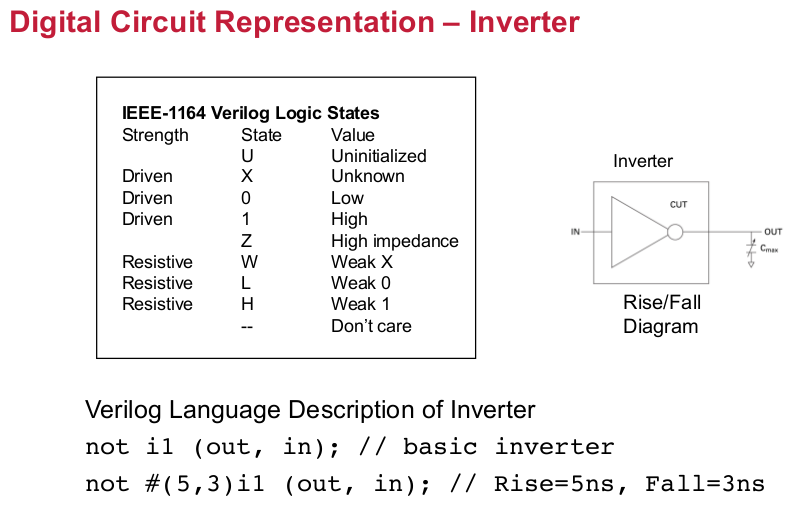 Digital Circuit Representation – Inverter
IEEE-1164 Verilog Logic States
Strength State Value
U Uninitialized
Driven X Unknown
Driven 0 Low
Driven 1 High
Z High impedance
Resistive W Weak X
Resistive L Weak 0
Resistive H Weak 1
-- Don't care
Inverter
CUT
IN
OUT
Cmax
Rise/Fall
Diagram
Verilog Language Description of Inverter
not i1 (out, in); // basic inverter
not #(5,3)i1 (out, in); // Rise=5ns, Fall=3ns